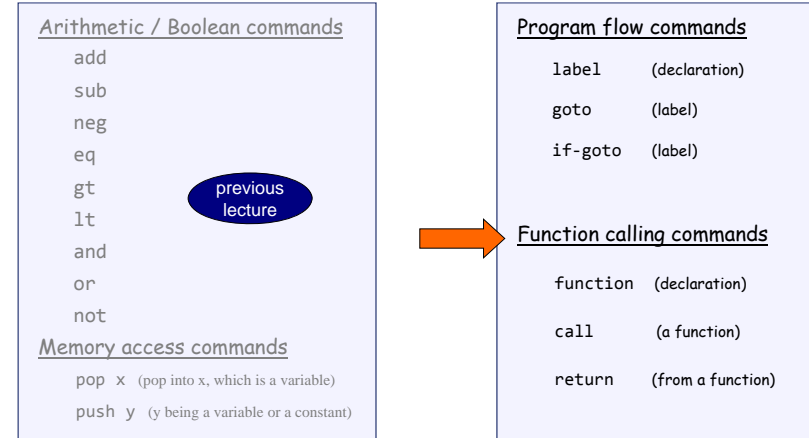 Arithmetic / Boolean commands
add
sub
neg
eq
gt
lt
and
or
not
Memory access commands
pop x (pop into x, which is a variable)
push y (y being a variable or a constant)
previous
lecture
Program flow commands
label (declaration)
goto (label)
if-goto (label)
Function calling commands
function (declaration)
call (a function)
return (from a function)